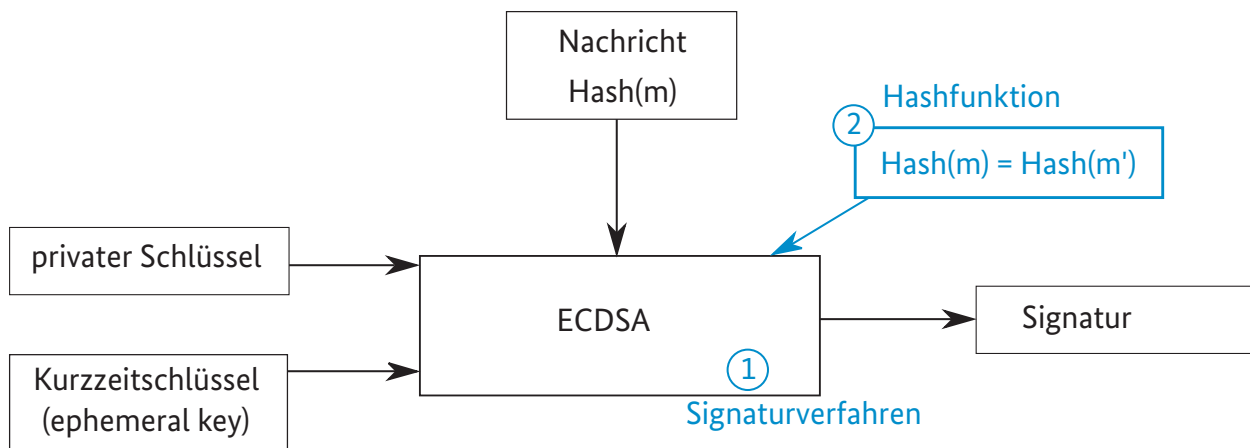 Nachricht
Hash(m)
Hashfunktion
2
Hash(m) = Hash(m')
privater Schlüssel
ECDSA
Signatur
Kurzzeitschlüssel
(ephemeral key)
1
Signaturverfahren